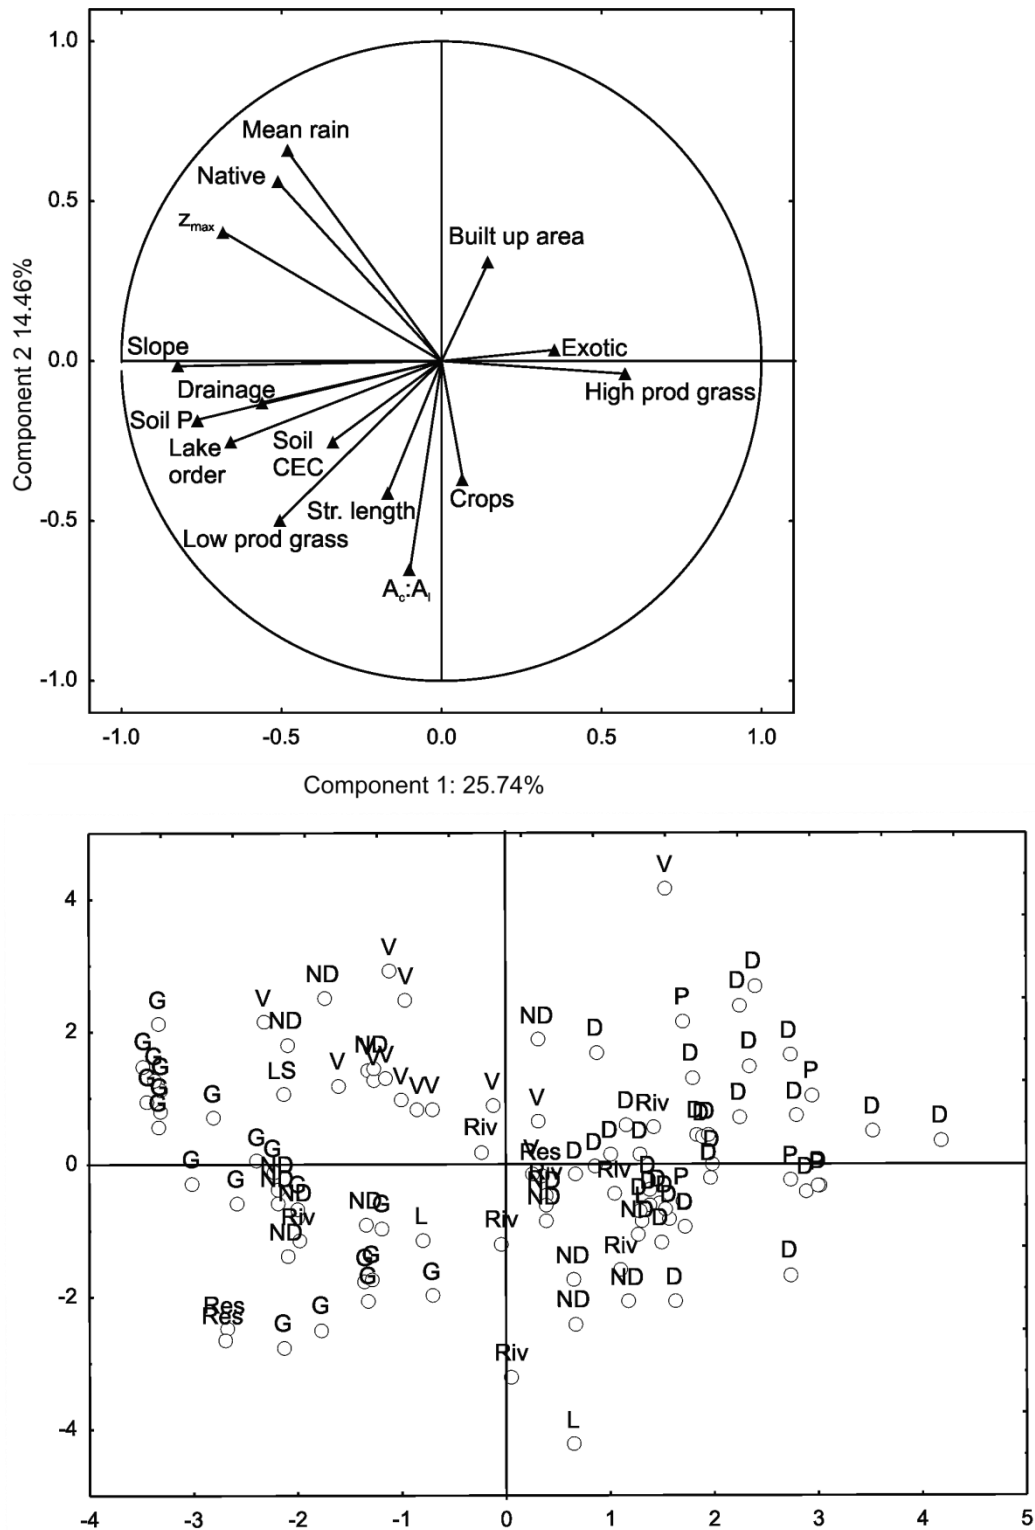 1.0
Mean rain
Native
0.5
zmax
Built up area
Component 2 14.46%
0.0
Slope
Exotic
Drainage
High prod grass
Soil P
Lake
order
Soil
CEC
Str. length
Crops
-0.5
Low prod grass
Ac:Al
-1.0
-1.0 -0.5 0.0 0.5 1.0
Component 1: 25.74%
V
4
V V ND D D
G V ND P D
2
ND D D
G G G G G G G
LS V ND V V V V V V V
D D P D D D
G Riv V D Riv D D D
G G ND ND ND G Riv ND
0
Res Riv ND ND D D D Riv
D D D D D P D D
ND G L Riv
G G G G
ND Riv ND D D
Res Res G G
-2
ND
Riv
L
-4
-4 -3 -2 -1 0 1 2 3 4 5